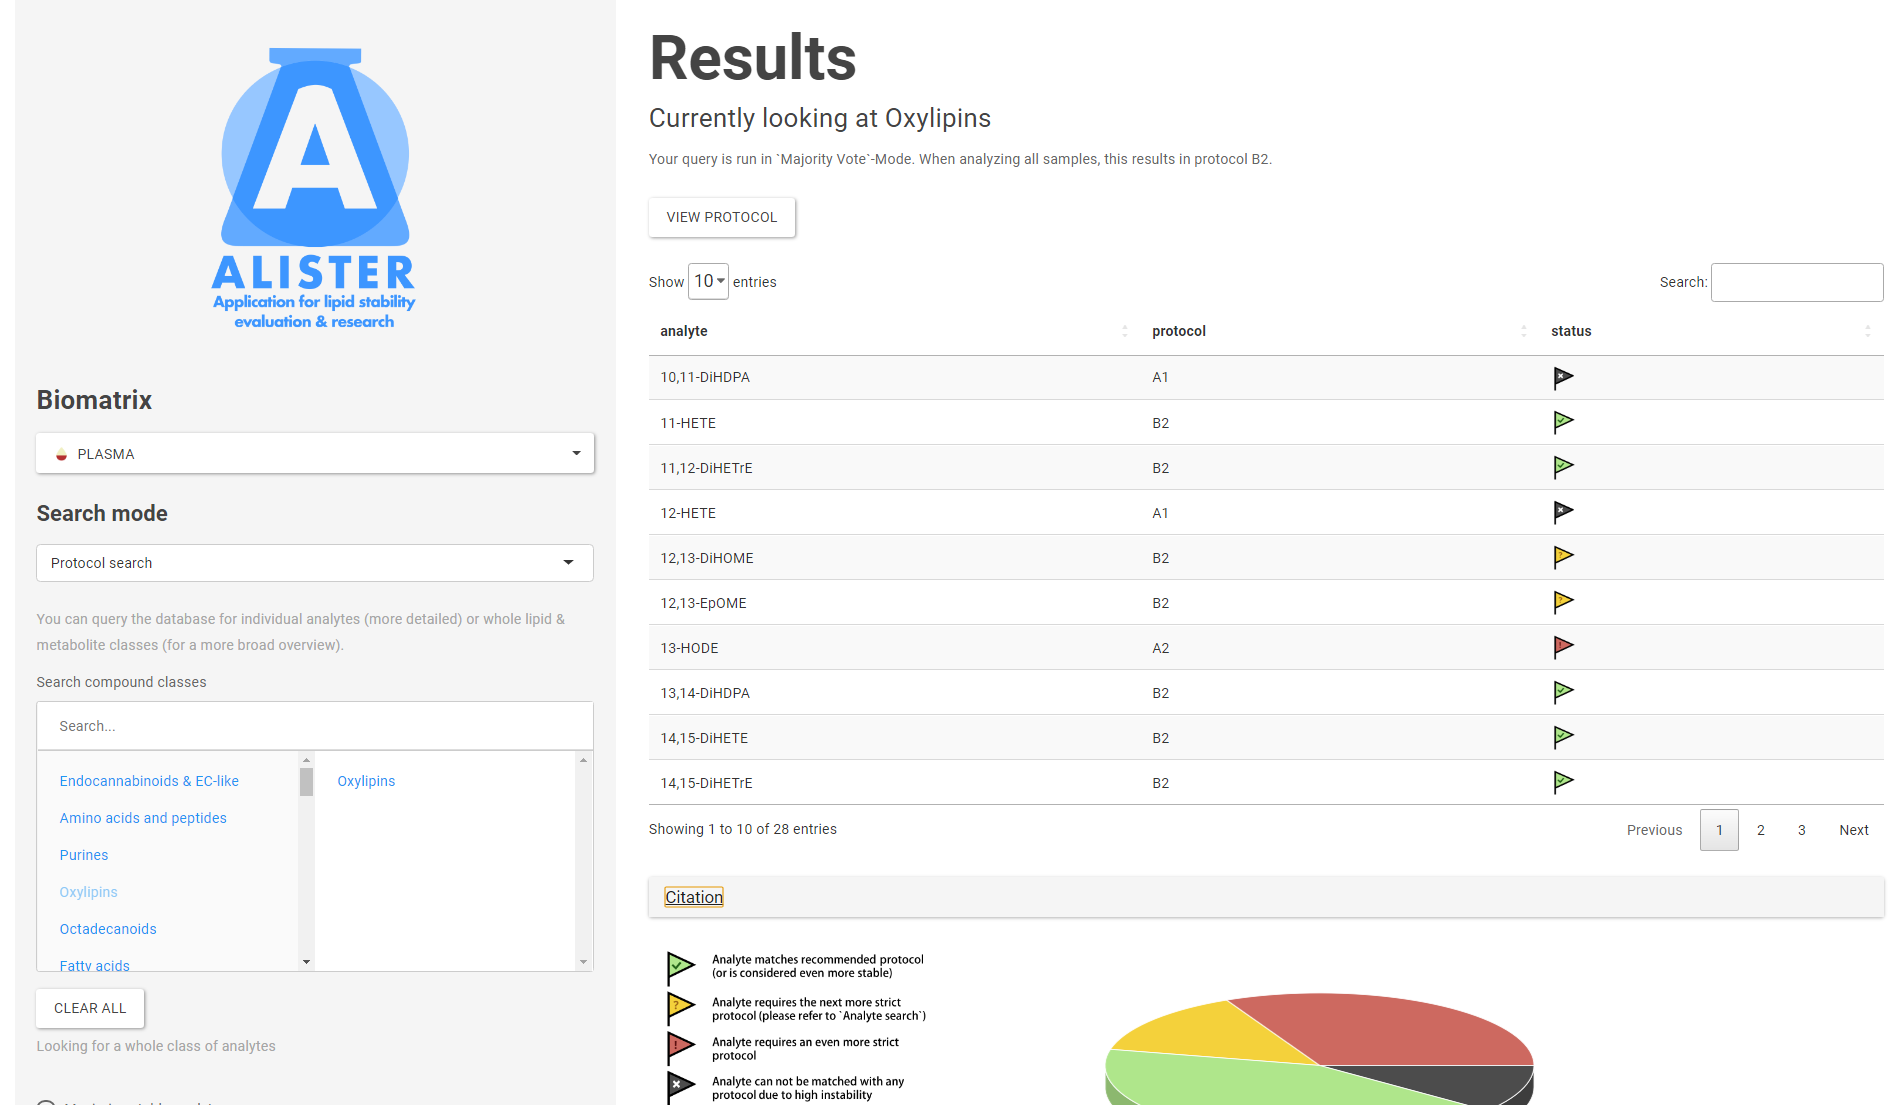 A
ALISTER
Application for lipid stability
evaluation & research
Biomatrix
PLASMA
Search mode
Protocol search
You can query the database for individual analytes (more detailed) or whole lipid &
metabolite classes (for a more broad overview).
Search compound classes
Search...
Endocannabinoids & EC-like
Amino acids and peptides
Purines
Oxylipins
Octadecanoids
Fatty acids
Oxylipins
CLEAR ALL
Looking for a whole class of analytes
Results
Currently looking at Oxylipins
Your query is run in `Majority Vote`-Mode. When analyzing all samples, this results in protocol B2.
VIEW PROTOCOL
Show 10 entries
Search:
analyte protocol status
10,11-DiHDPA A1
11-HETE B2
11,12-DiHETrE B2
12-HETE A1
12,13-DiHOME B2
12,13-EpOME B2
13-HODE A2
13,14-DiHDPA B2
14,15-DiHETE B2
14,15-DiHETrE B2
Showing 1 to 10 of 28 entries
Previous 1 2 3 Next
Citation
Analyte matches recommended protocol
(or is considered even more stable)
? Analyte requires the next more strict
protocol (please refer to `Analyte search`)
! Analyte requires an even more strict
protocol
Analyte can not be matched with any
protocol due to high instability